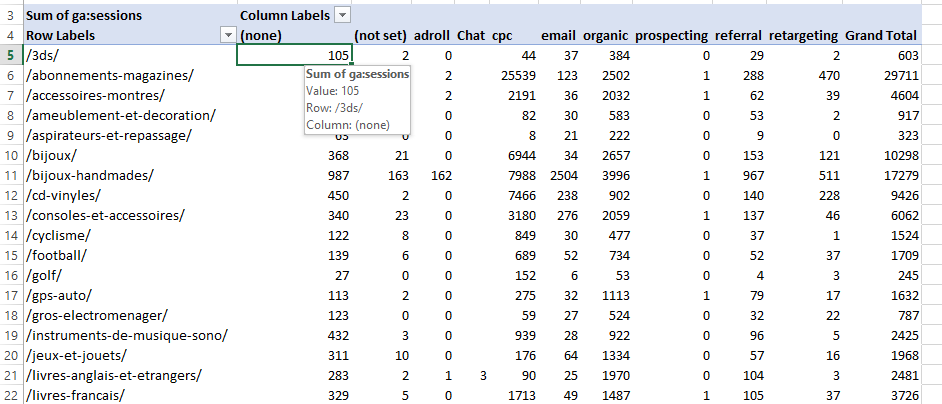 3 Sum of ga:sessions Column Labels
4 Row Labels (none) (not set) adroll Chat cpc email organic prospecting referral retargeting Grand Total
5 /3ds/ 105 2 0 44 37 384 0 29 2 603
6 /abonnements-magazines/ 2 25539 123 2502 1 288 470 29711
7 /accessoires-montres/ 2 2191 36 2032 1 62 39 4604
8 /ameublement-et-decoration/ 0 82 30 583 0 53 2 917
9 /aspirateurs-et-repassage/ 0 0 8 21 222 0 9 0 323
Sum of ga:sessions
Value: 105
Row: /3ds/
Column: (none)
10 /bijoux/ 368 21 0 6944 34 2657 0 153 121 10298
11 /bijoux-handmades/ 987 163 162 7988 2504 3996 1 967 511 17279
12 /cd-vinyles/ 450 2 0 7466 238 902 0 140 228 9426
13 /consoles-et-accessoires/ 340 23 0 3180 276 2059 1 137 46 6062
14 /cyclisme/ 122 8 0 849 30 477 0 37 1 1524
15 /football/ 139 6 0 689 52 734 0 52 37 1709
16 /golf/ 27 0 0 152 6 53 0 4 3 245
17 /gps-auto/ 113 2 0 275 32 1113 1 79 17 1632
18 /gros-electromenager/ 123 0 0 59 27 524 0 32 22 787
19 /instruments-de-musique-sono/ 432 3 0 939 28 922 0 96 5 2425
20 /jeux-et-jouets/ 311 10 0 176 64 1334 0 57 16 1968
21 /livres-anglais-et-etrangers/ 283 2 1 3 90 25 1970 0 104 3 2481
22 /livres-francais/ 329 5 0 1713 49 1487 1 105 37 3726